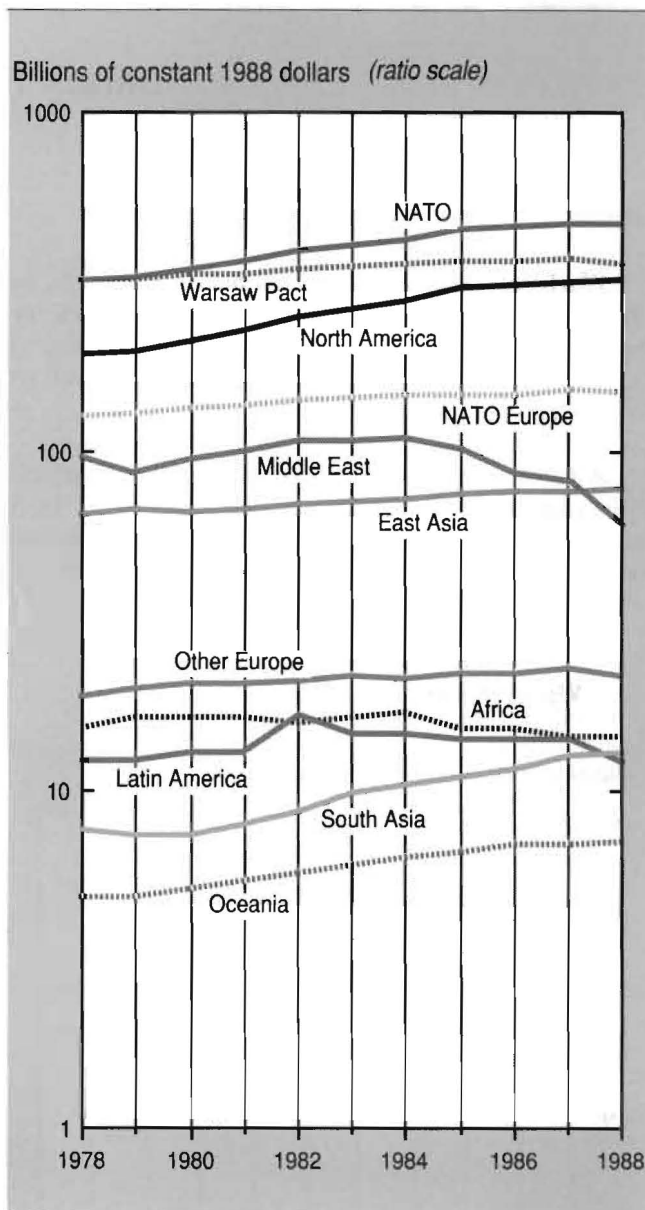 Billions of constant 1988 dollars (ratio scale)
1000
NATO
Warsaw Pact
North America
NATO Europe
100
Middle East
East Asia
Other Europe
Africa
Latin America
10
South Asia
Oceania
1
1978 1980 1982 1984 1986 1988